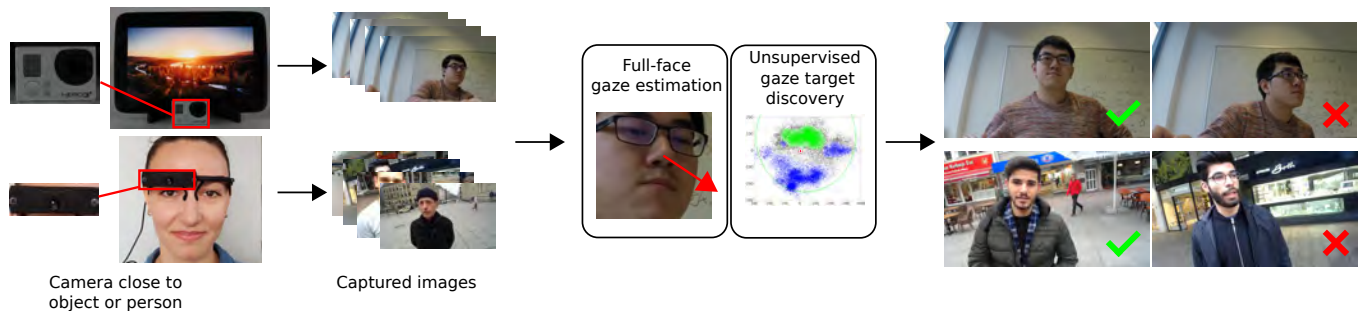 Full-face
gaze estimation
Unsupervised
gaze target
discovery
Camera close to
object or person
Captured images